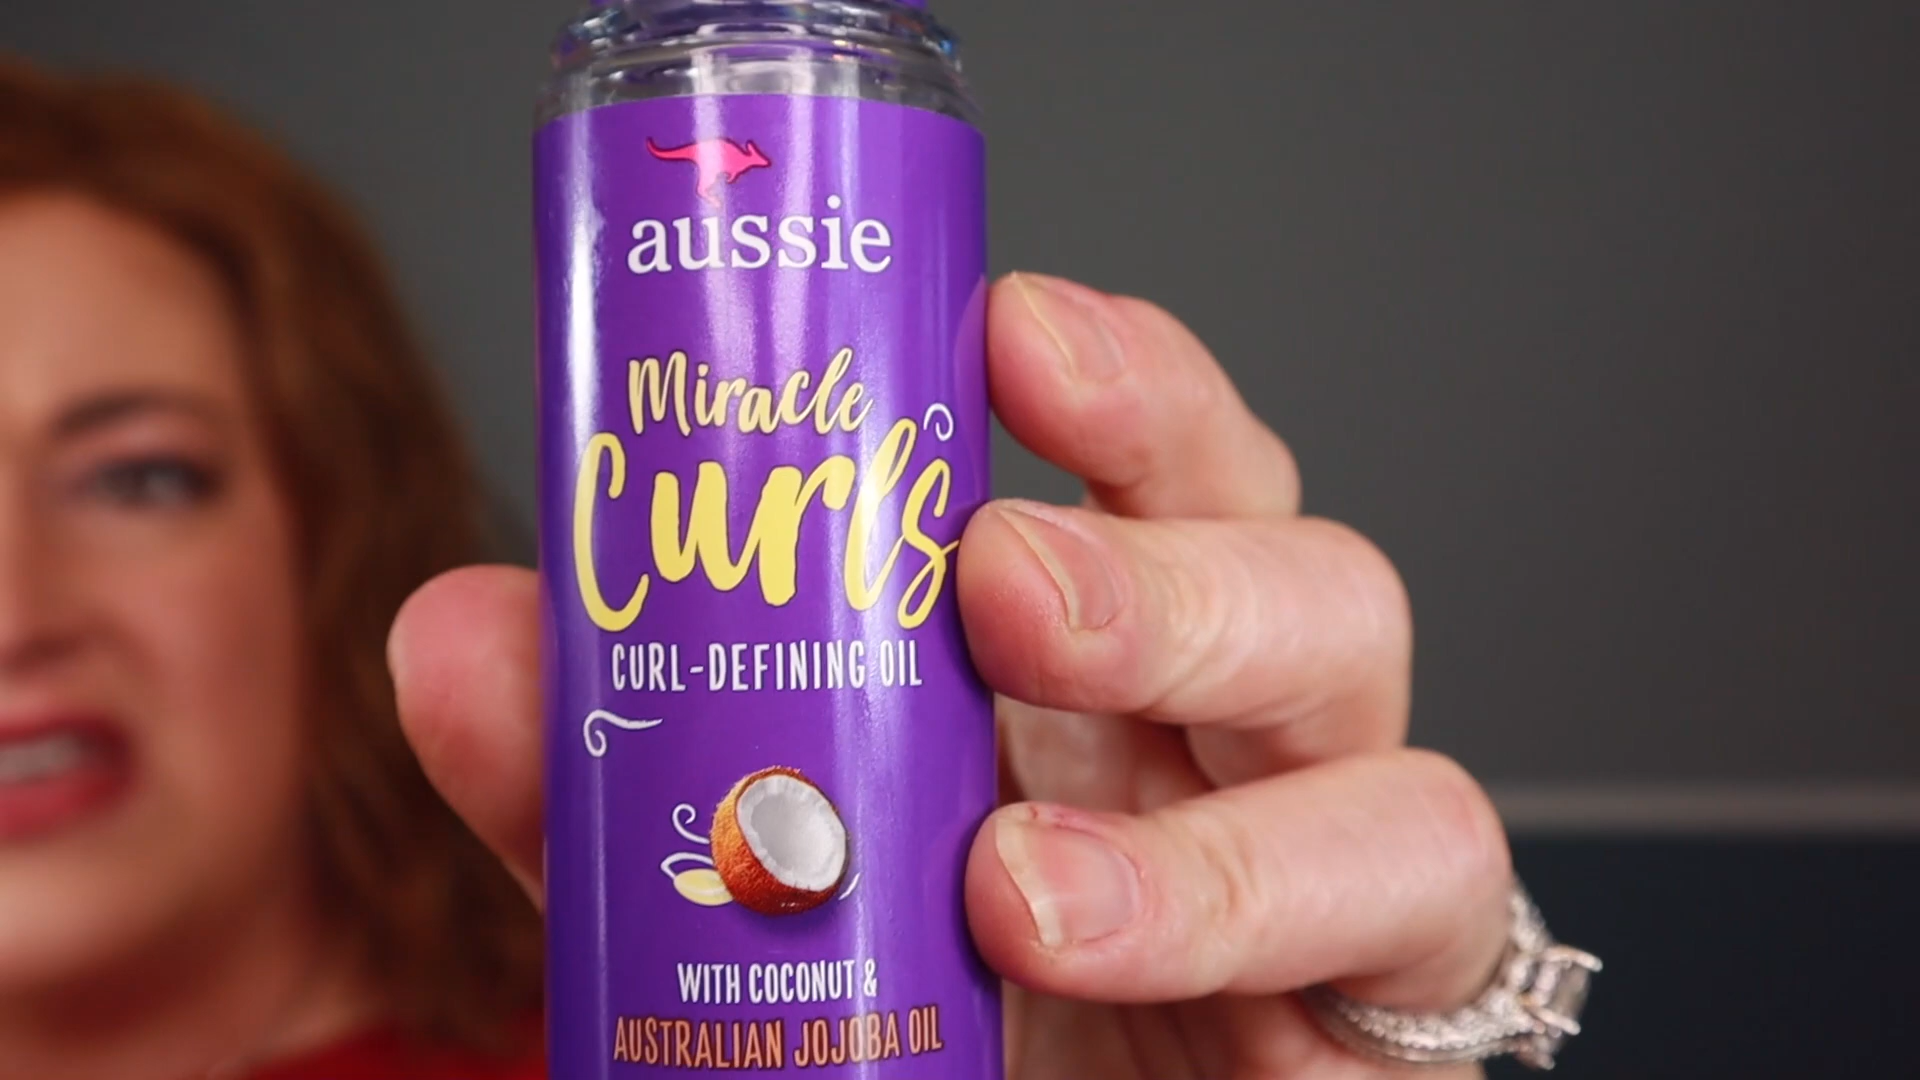 aussie
Miracle
Curls
CURL-DEFINING OIL
WITH COCONUT &
AUSTRALIAN JOJOBA OIL